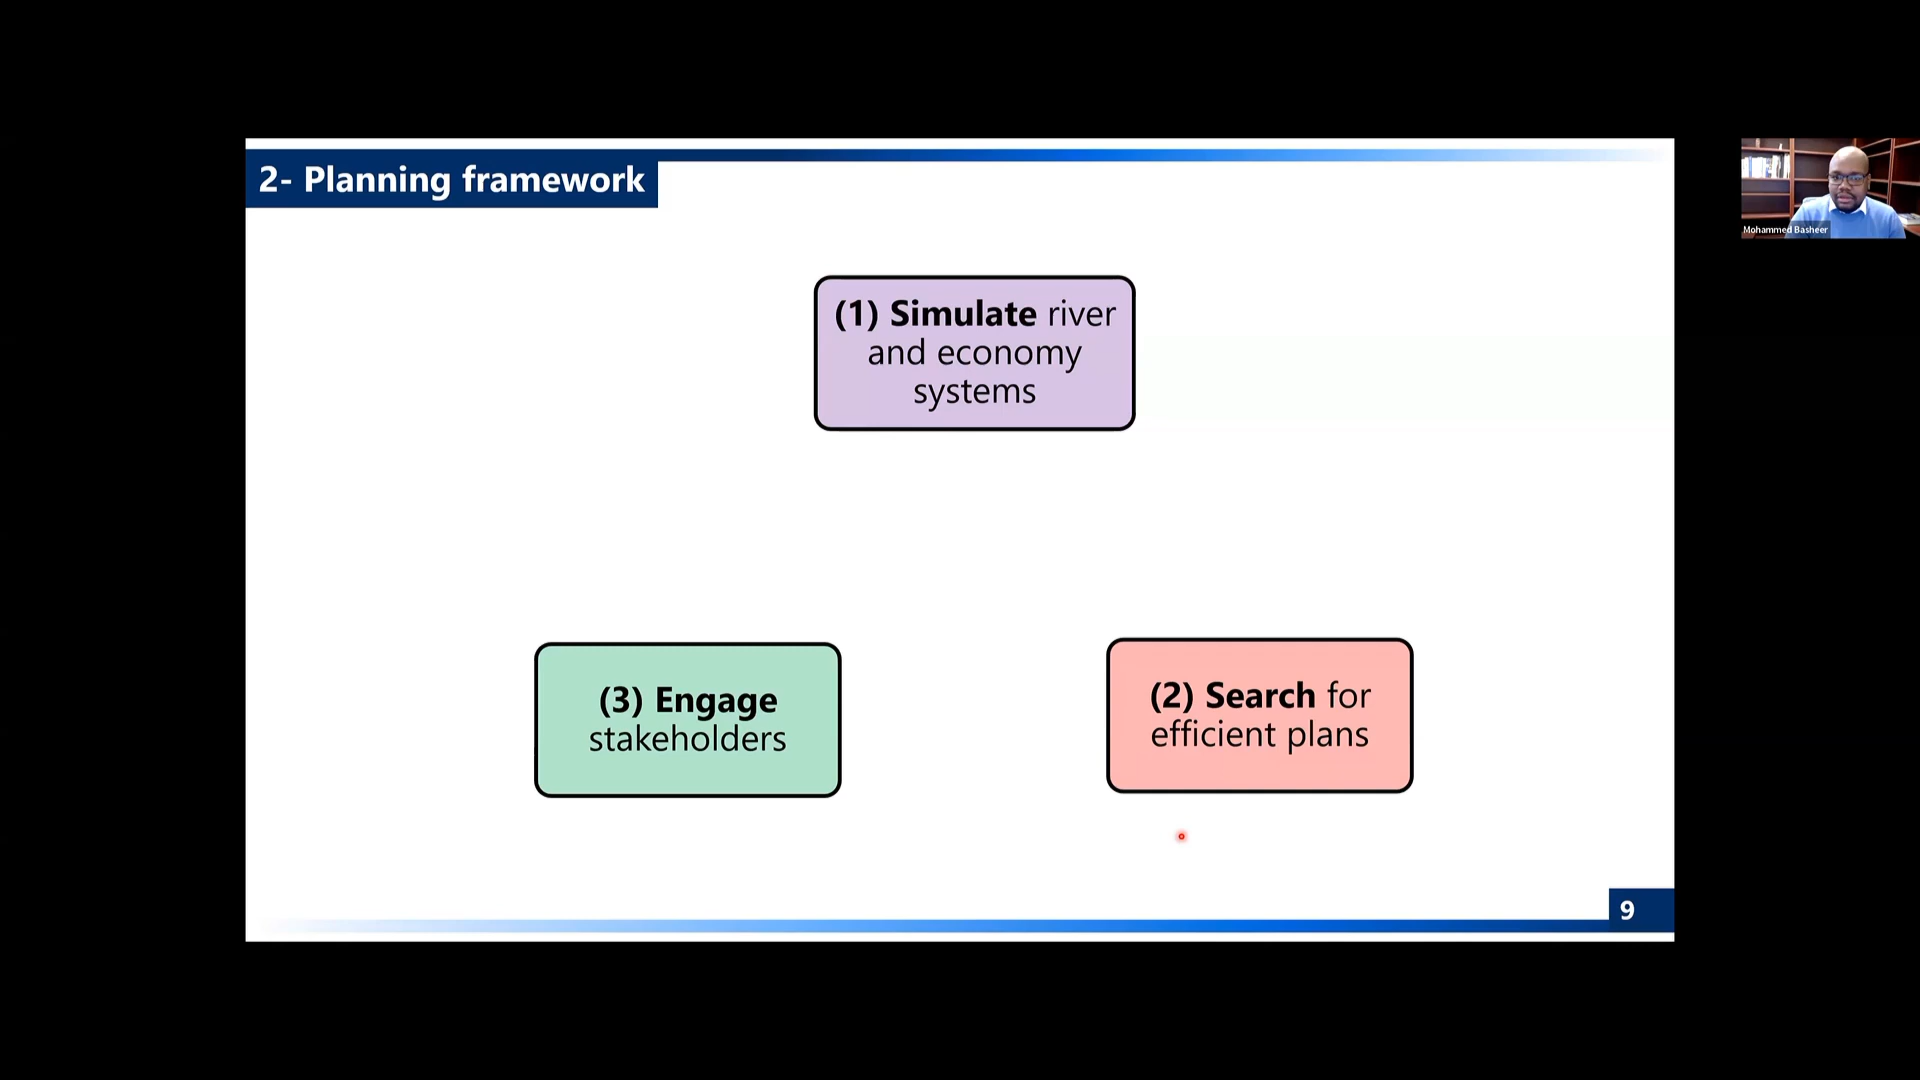 2- Planning framework
(1) Simulate river
and economy
systems
(3) Engage
stakeholders
(2) Search for
efficient plans
9
Mohammed Basheer